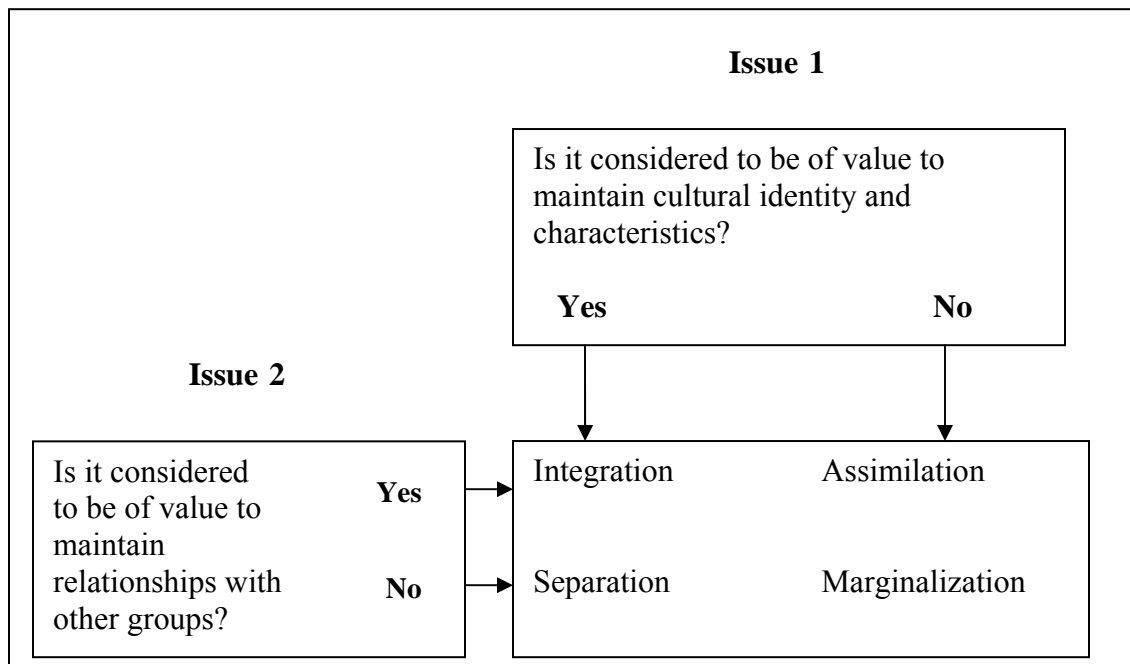 Issue 1
Is it considered to be of value to
maintain cultural identity and
characteristics?
Yes No
Issue 2
Is it considered
to be of value to
maintain
relationships with
other groups?
Yes
No
Integration Assimilation
Separation Marginalization